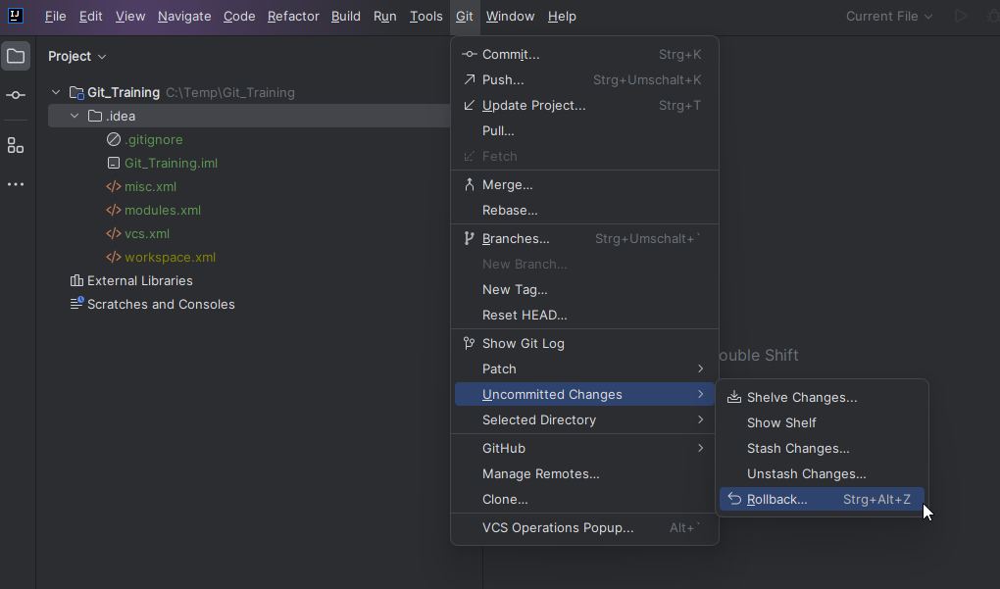 IJ File Edit View Navigate Code Refactor Build Run Tools Git Window Help Current File
Project
Git_Training C:\Temp\Git_Training
.idea
.gitignore
Git_Training.iml
misc.xml
modules.xml
vcs.xml
workspace.xml
External Libraries
Scratches and Consoles
Commit... Strg+K
Push... Strg+Umschalt+K
Update Project... Strg+T
Pull...
Fetch
Merge...
Rebase...
Branches... Strg+Umschalt+`
New Branch...
New Tag...
Reset HEAD...
Show Git Log
Patch
Uncommitted Changes
Selected Directory
GitHub
Manage Remotes...
Clone...
VCS Operations Popup... Alt+`
ouble Shift
Shelve Changes...
Show Shelf
Stash Changes...
Unstash Changes...
Rollback... Strg+Alt+Z